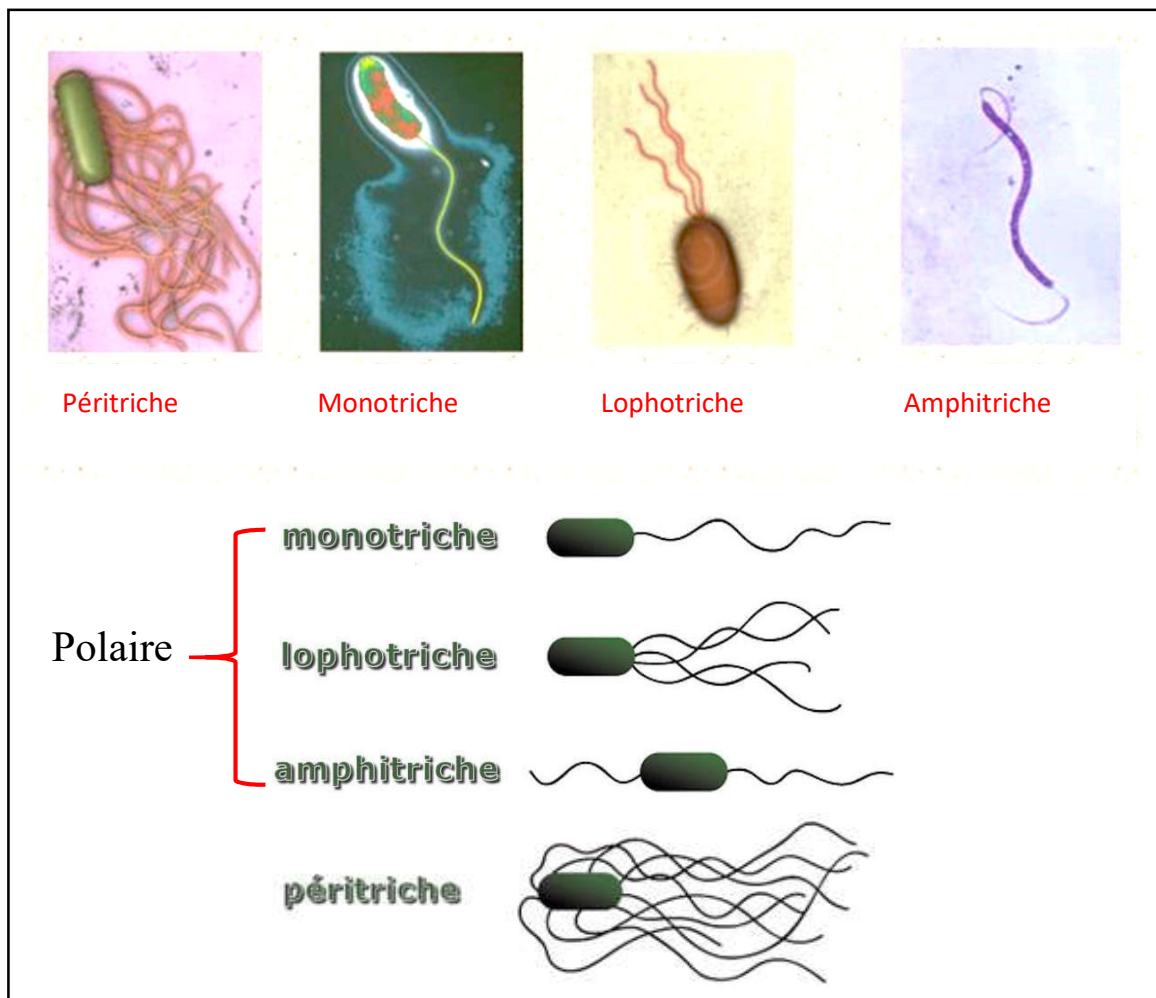 Péritriche Monotriche Lophotriche Amphitriche
monotriche
Polaire
lophotriche
amphitriche
péritriche